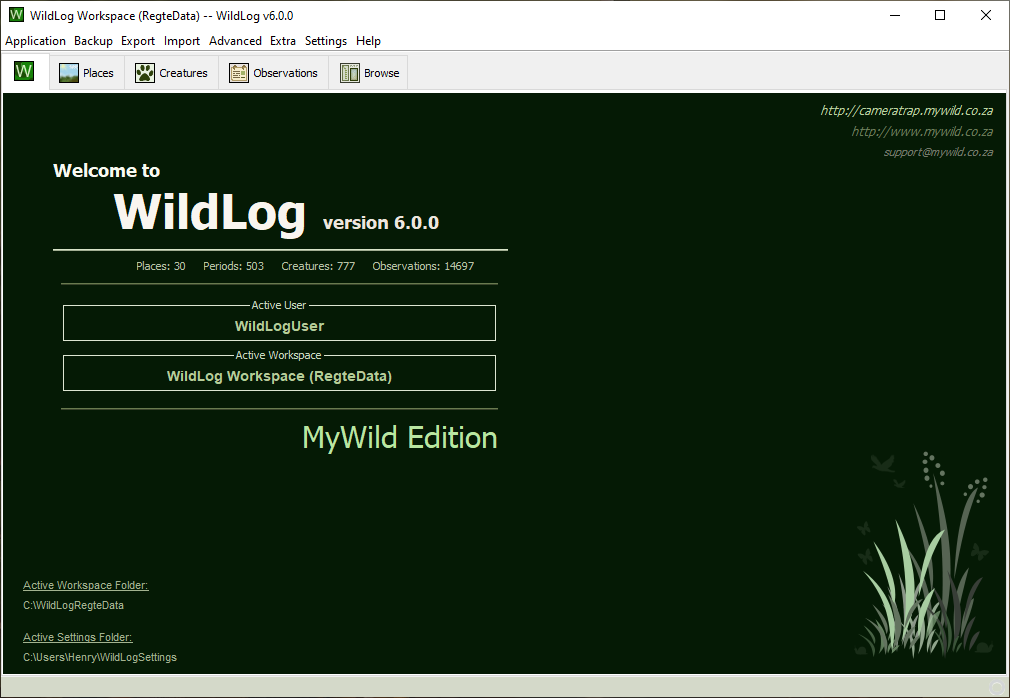 WildLog Workspace (RegteData) -- WildLog v6.0.0
Application Backup Export Import Advanced Extra Settings Help
W Places Creatures Observations Browse
http://cameratrap.mywild.co.za
http://www.mywild.co.za
support@mywild.co.za
Welcome to
WildLog version 6.0.0
Places: 30 Periods: 503 Creatures: 777 Observations: 14697
Active User
WildLogUser
Active Workspace
WildLog Workspace (RegteData)
MyWild Edition
Active Workspace Folder:
C:\WildLogRegteData
Active Settings Folder:
C:\Users\Henry\WildLogSettings